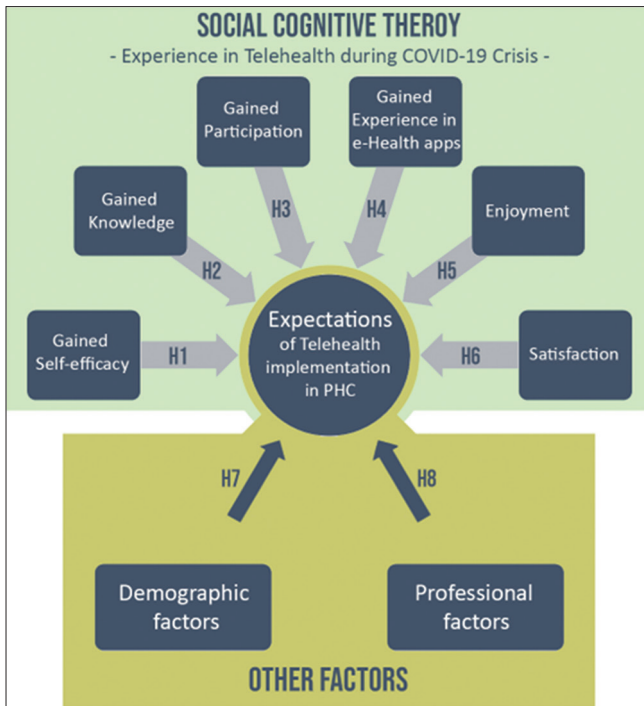 SOCIAL COGNITIVE THEROY
- Experience in Telehealth during COVID-19 Crisis -
Gained
Self-efficacy
H1
Gained
Knowledge
H2
Gained
Participation
H3
Gained
Experience in
e-Health apps
H4
Enjoyment
H5
Satisfaction
H6
Expectations
of Telehealth
implementation
in PHC
H7
H8
Demographic
factors
Professional
factors
OTHER FACTORS